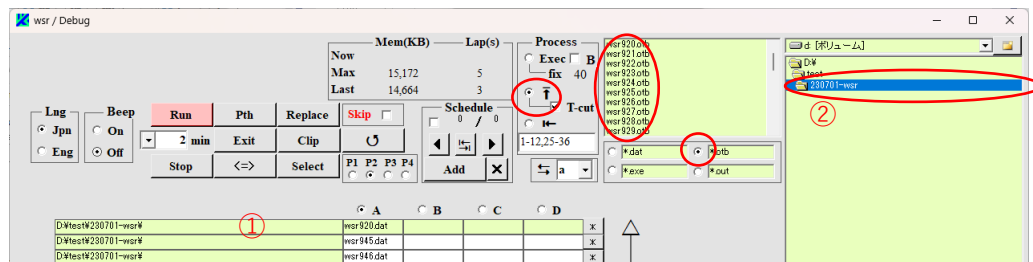 wsr / Debug
Mem(KB) Lap(s)
Now
Max 15,172 5
Last 14,664 3
Process
Exec B
fix 40
T-cut
1-12,25-36
a
Lng
Jpn
Eng
Beep
On
Off
Run Pth Replace Skip
2 min Exit Clip
Stop <=> Select P1 P2 P3 P4
Schedule
0 / 0
Add
wsr920.otb
wsr921.otb
wsr922.otb
wsr923.otb
wsr924.otb
wsr925.otb
wsr926.otb
wsr927.otb
wsr928.otb
wsr929.otb
*.dat *.otb
*.exe *.out
d [ボリューム]
D:¥
test
230701-wsr
②
A B C D
①
D:¥test¥230701-wsr¥ wsr920.dat
D:¥test¥230701-wsr¥ wsr945.dat
D:¥test¥230701-wsr¥ wsr946.dat